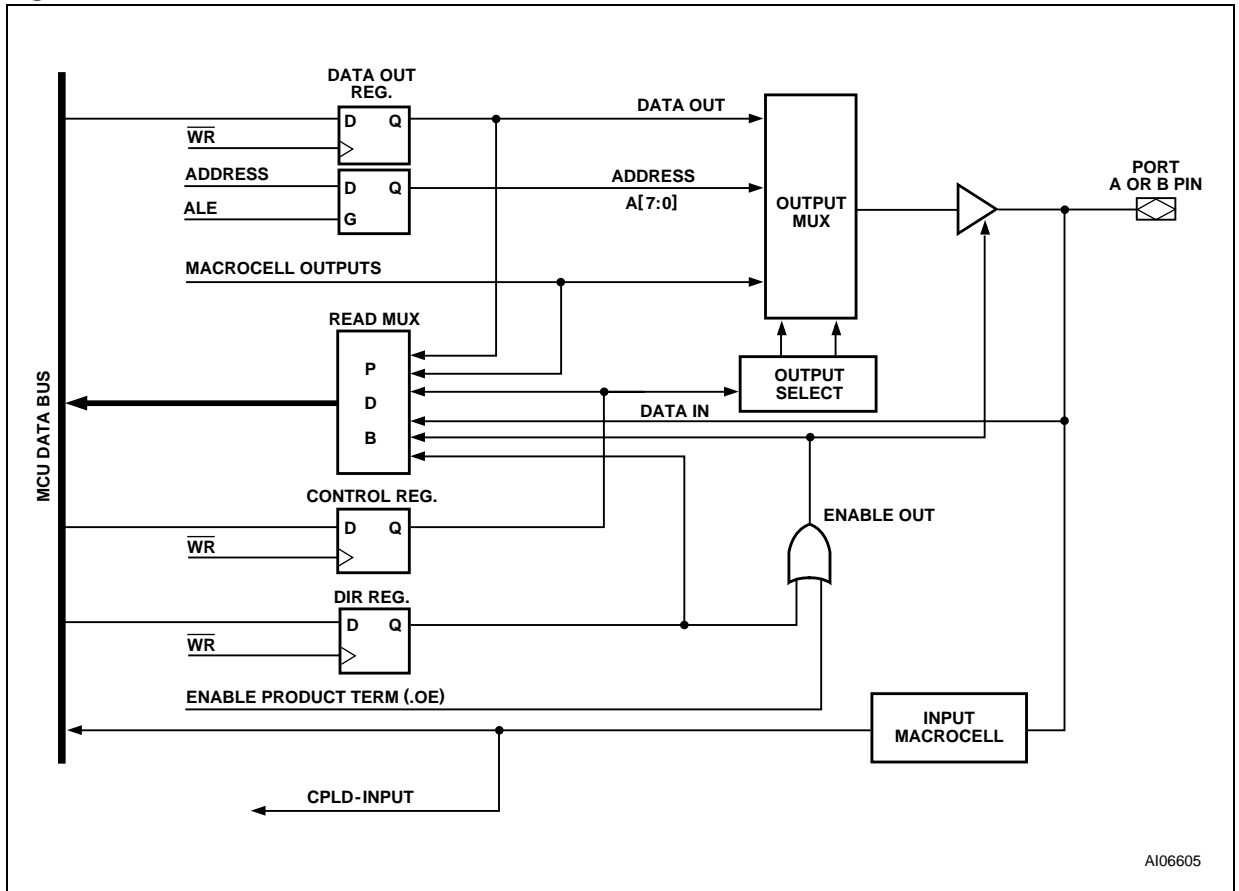 DATA OUT
REG.
D Q
WR
DATA OUT
ADDRESS
D Q
ALE
G
ADDRESS
A[7:0]
OUTPUT
MUX
PORT
A OR B PIN
MACROCELL OUTPUTS
READ MUX
P
D
B
OUTPUT
SELECT
DATA IN
MCU DATA BUS
CONTROL REG.
D Q
WR
ENABLE OUT
DIR REG.
D Q
WR
ENABLE PRODUCT TERM (.OE)
INPUT
MACROCELL
CPLD-INPUT
AI06605